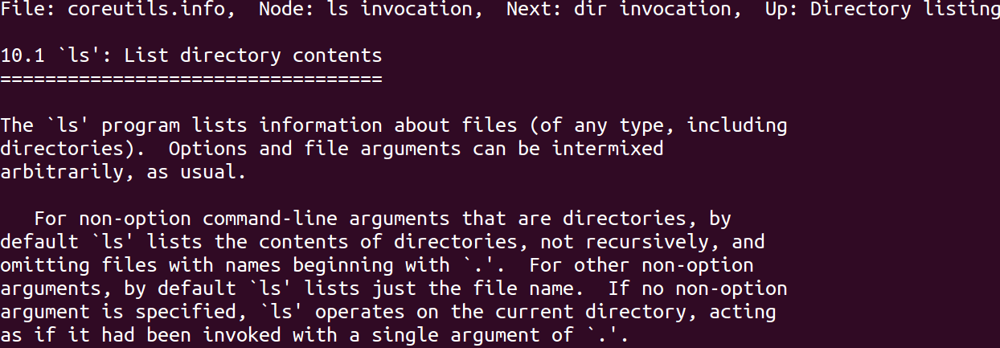 File: coreutils.info,  Node: ls invocation,  Next: dir invocation,  Up: Directory listing
10.1 `ls': List directory contents
==================================
The `ls' program lists information about files (of any type, including
directories).  Options and file arguments can be intermixed
arbitrarily, as usual.
   For non-option command-line arguments that are directories, by
default `ls' lists the contents of directories, not recursively, and
omitting files with names beginning with `.'.  For other non-option
arguments, by default `ls' lists just the file name.  If no non-option
argument is specified, `ls' operates on the current directory, acting
as if it had been invoked with a single argument of `.'.